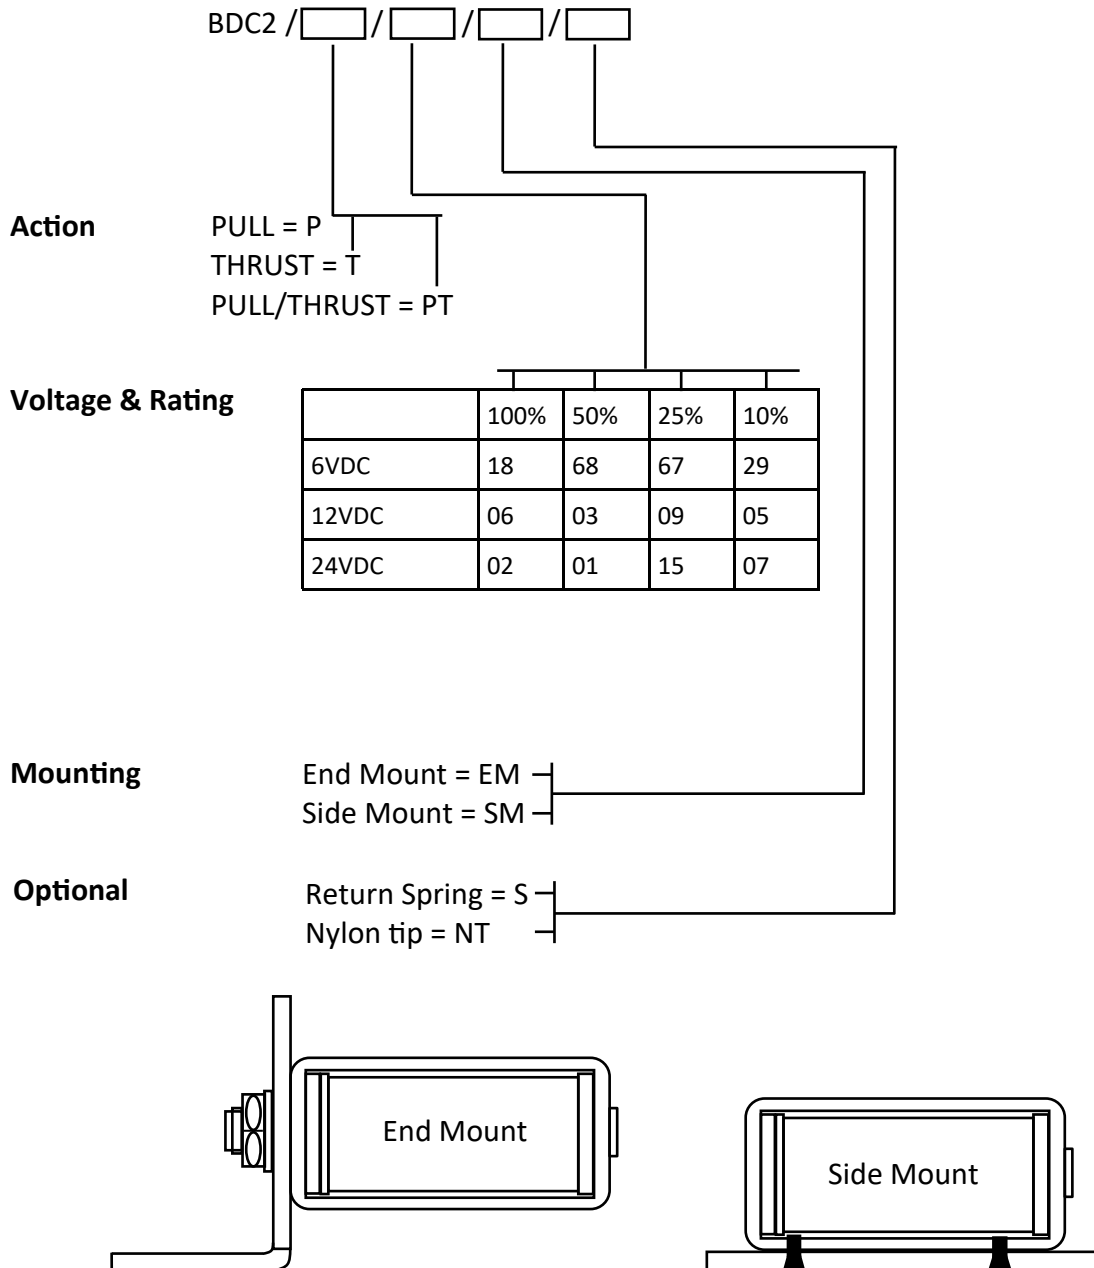 BDC2 / / / /
Action
PULL = P
THRUST = T
PULL/THRUST = PT
Voltage & Rating
100% 50% 25% 10%
6VDC 18 68 67 29
12VDC 06 03 09 05
24VDC 02 01 15 07
Mounting
End Mount = EM
Side Mount = SM
Optional
Return Spring = S
Nylon tip = NT
End Mount
Side Mount